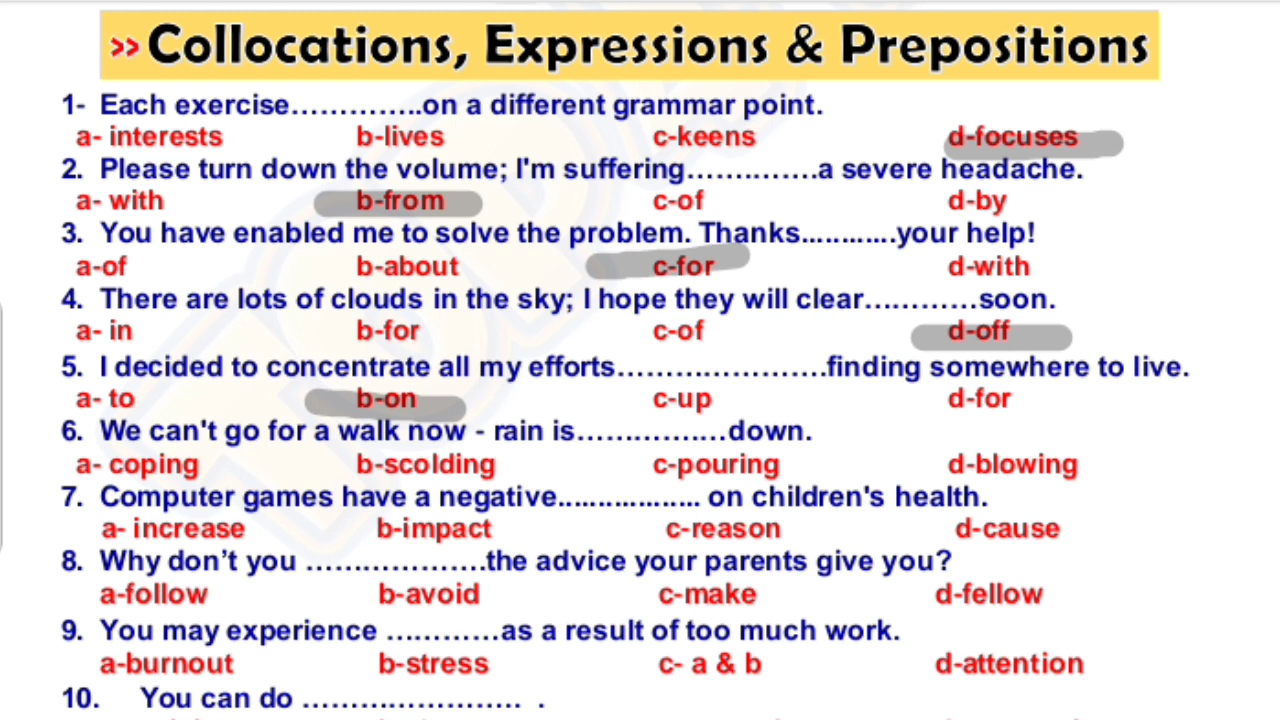 >> Collocations, Expressions & Prepositions
1- Each exercise…………..on a different grammar point.
a- interests b-lives c-keens d-focuses
2. Please turn down the volume; I'm suffering…………..a severe headache.
a- with b-from c-of d-by
3. You have enabled me to solve the problem. Thanks............your help!
a-of b-about c-for d-with
4. There are lots of clouds in the sky; I hope they will clear…………soon.
a- in b-for c-of d-off
5. I decided to concentrate all my efforts…………………finding somewhere to live.
a- to b-on c-up d-for
6. We can't go for a walk now - rain is……………down.
a- coping b-scolding c-pouring d-blowing
7. Computer games have a negative................... on children's health.
a- increase b-impact c-reason d-cause
8. Why don’t you ………………the advice your parents give you?
a-follow b-avoid c-make d-fellow
9. You may experience …………as a result of too much work.
a-burnout b-stress c- a & b d-attention
10. You can do …………………. .